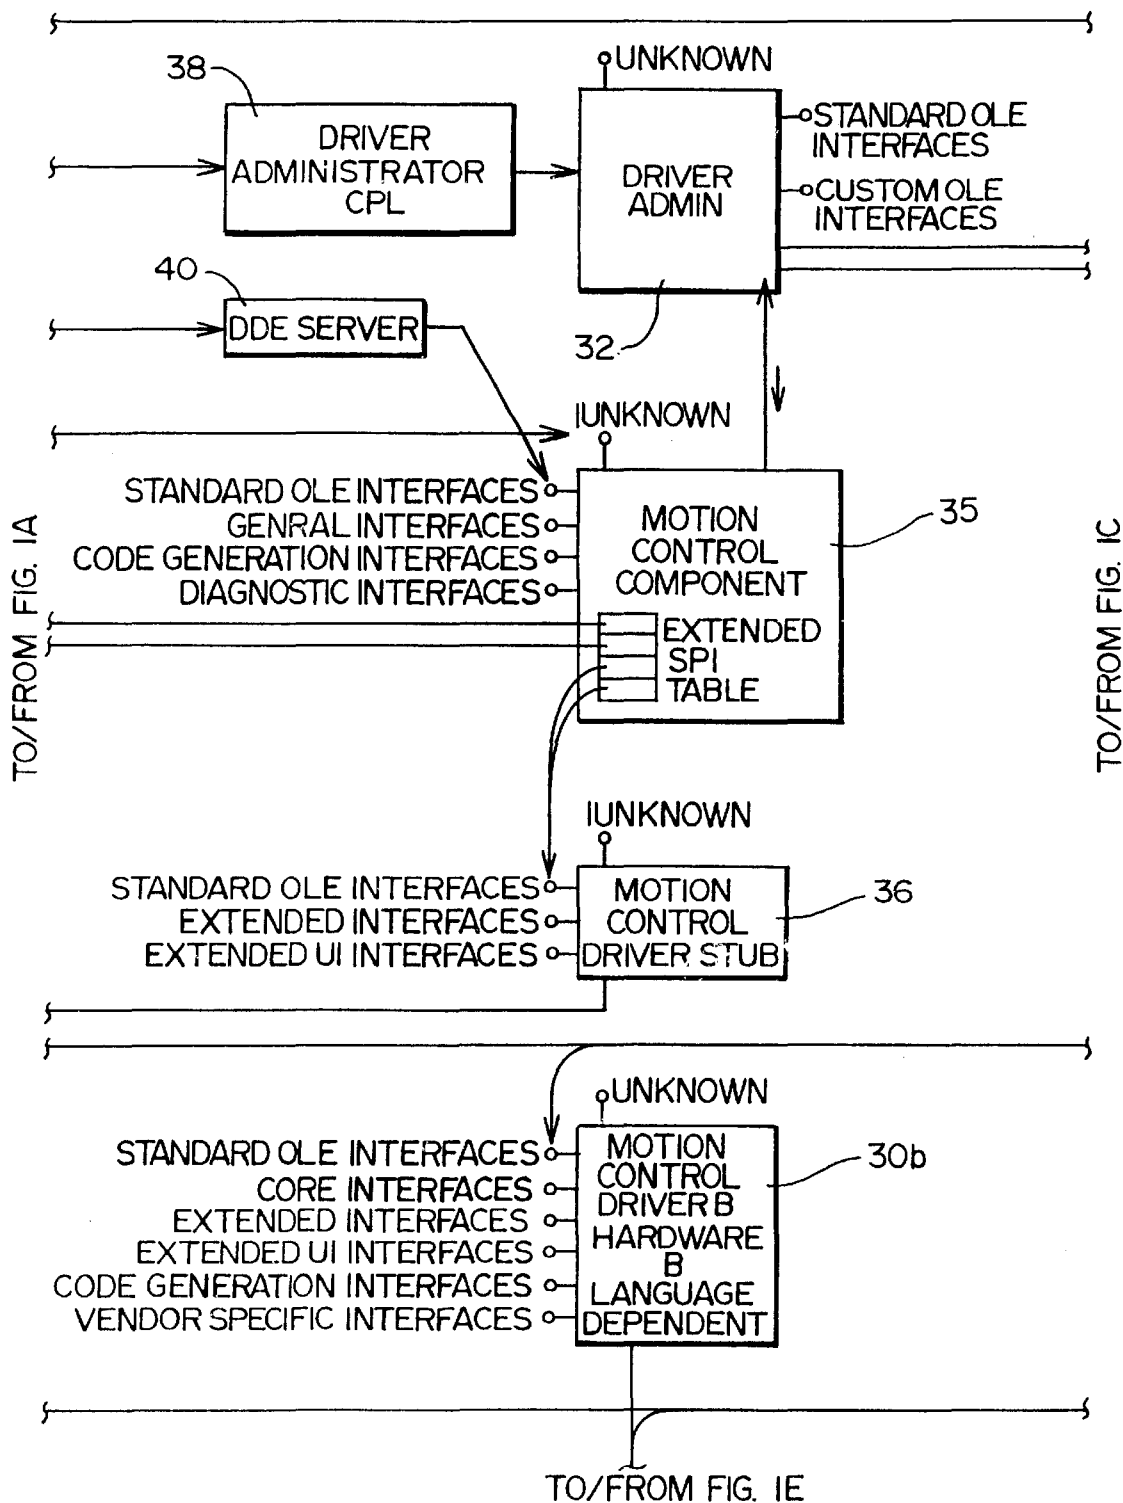 38
UNKNOWN
DRIVER
ADMINISTRATOR
CPL
DRIVER
ADMIN
STANDARD OLE
INTERFACES
CUSTOM OLE
INTERFACES
40
DDE SERVER
32
IUNKNOWN
STANDARD OLE INTERFACES
GENRAL INTERFACES
CODE GENERATION INTERFACES
DIAGNOSTIC INTERFACES
MOTION
CONTROL
COMPONENT
EXTENDED
SPI
TABLE
35
TO/FROM FIG. 1A
TO/FROM FIG. 1C
IUNKNOWN
STANDARD OLE INTERFACES
EXTENDED INTERFACES
EXTENDED UI INTERFACES
MOTION
CONTROL
DRIVER STUB
36
UNKNOWN
STANDARD OLE INTERFACES
CORE INTERFACES
EXTENDED INTERFACES
EXTENDED UI INTERFACES
CODE GENERATION INTERFACES
VENDOR SPECIFIC INTERFACES
MOTION
CONTROL
DRIVER B
HARDWARE
B
LANGUAGE
DEPENDENT
30b
TO/FROM FIG. 1E